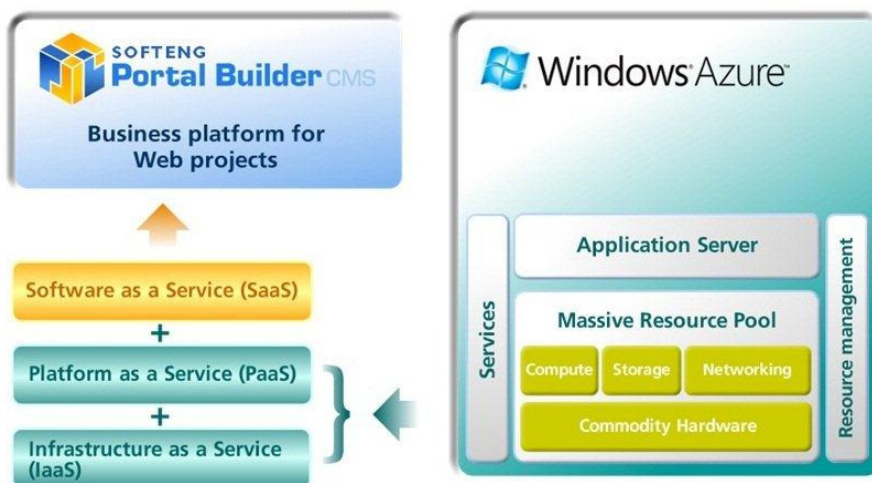 SOFTENG
Portal Builder CMS
Business platform for
Web projects
Software as a Service (SaaS)
+
Platform as a Service (PaaS)
+
Infrastructure as a Service
(IaaS)
Windows Azure™
Services
Application Server
Massive Resource Pool
Compute Storage Networking
Commodity Hardware
Resource management